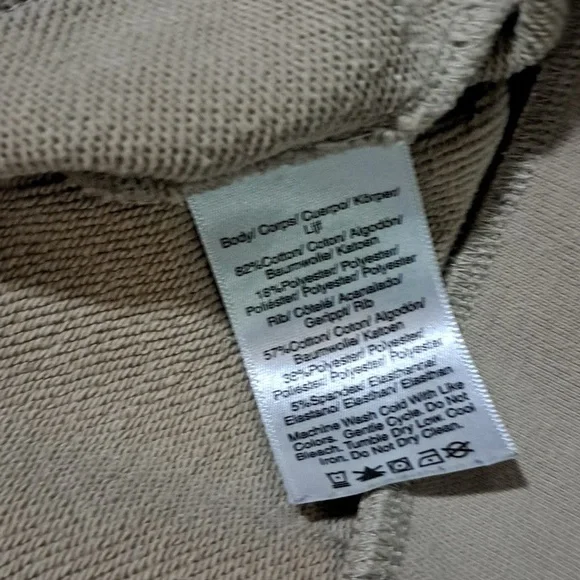 Body/ Corps/ Cuerpo/ Körper/
Lijf
82%Cotton/ Coton/ Algodón/
Baumwolle/ Katoen
18%Polyester/ Polyester/
Poliéster/ Polyester/ Polyester
Rib/ Côtelé/ Acanalado/
Gerippt/ Rib
57%Cotton/ Coton/ Algodón/
Baumwolle/ Katoen
38%Polyester/ Polyester/
Poliéster/ Polyester/ Polyester
5%Spandex/ Elasthanne/
Elastano/ Elasthan/ Elasthan
Machine Wash Cold With Like
Colors. Gentle Cycle. Do Not
Bleach. Tumble Dry Low. Cool
Iron. Do Not Dry Clean.